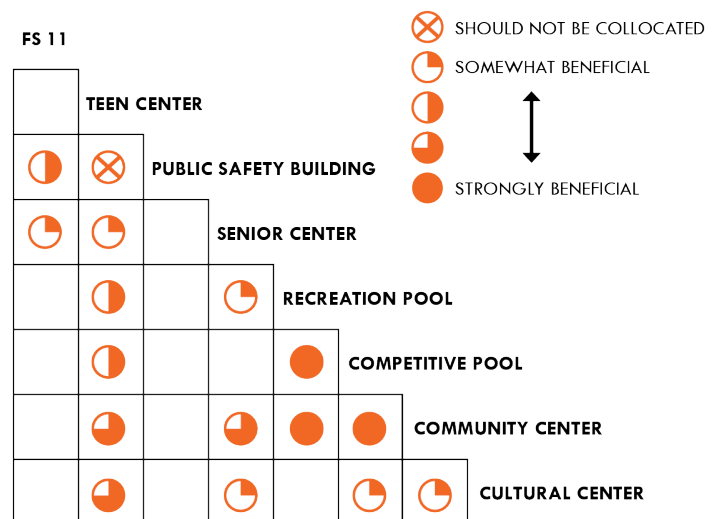 FS 11
SHOULD NOT BE COLLOCATED
SOMEWHAT BENEFICIAL
STRONGLY BENEFICIAL
TEEN CENTER
PUBLIC SAFETY BUILDING
SENIOR CENTER
RECREATION POOL
COMPETITIVE POOL
COMMUNITY CENTER
CULTURAL CENTER